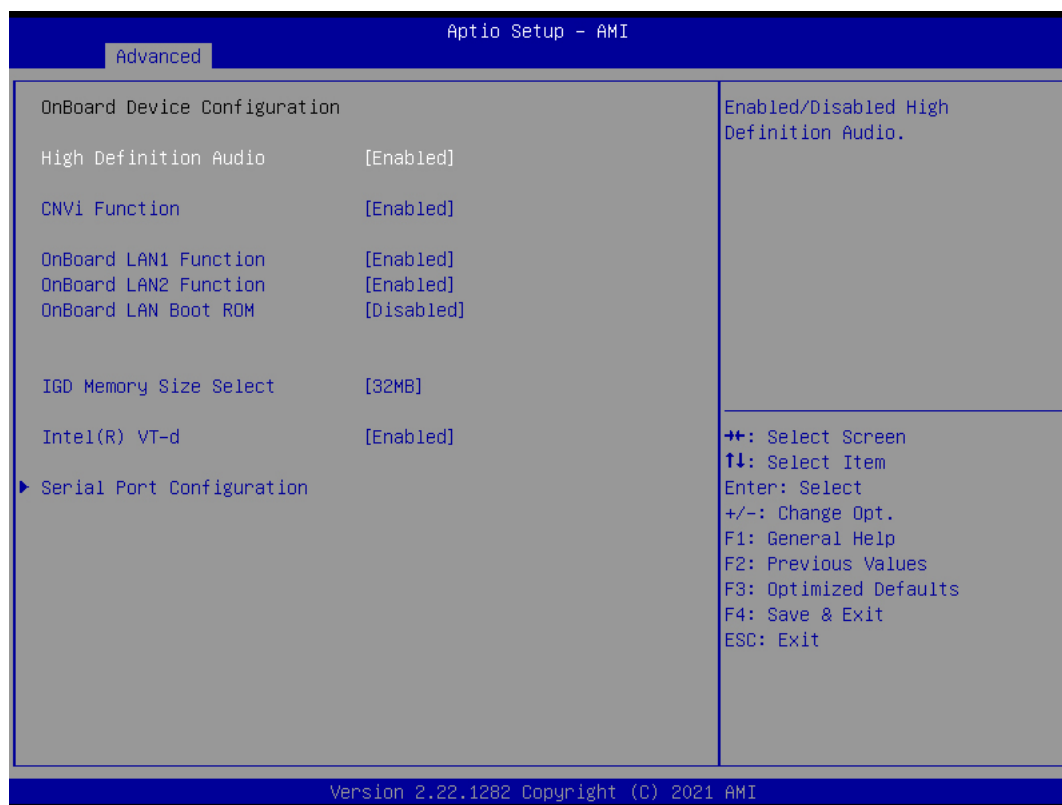 Aptio Setup – AMI
Advanced
OnBoard Device Configuration
High Definition Audio [Enabled]
CNVi Function [Enabled]
OnBoard LAN1 Function [Enabled]
OnBoard LAN2 Function [Enabled]
OnBoard LAN Boot ROM [Disabled]
IGD Memory Size Select [32MB]
Intel(R) VT-d [Enabled]
▶ Serial Port Configuration
Enabled/Disabled High
Definition Audio.
→←: Select Screen
↑↓: Select Item
Enter: Select
+/-: Change Opt.
F1: General Help
F2: Previous Values
F3: Optimized Defaults
F4: Save & Exit
ESC: Exit
Version 2.22.1282 Copyright (C) 2021 AMI